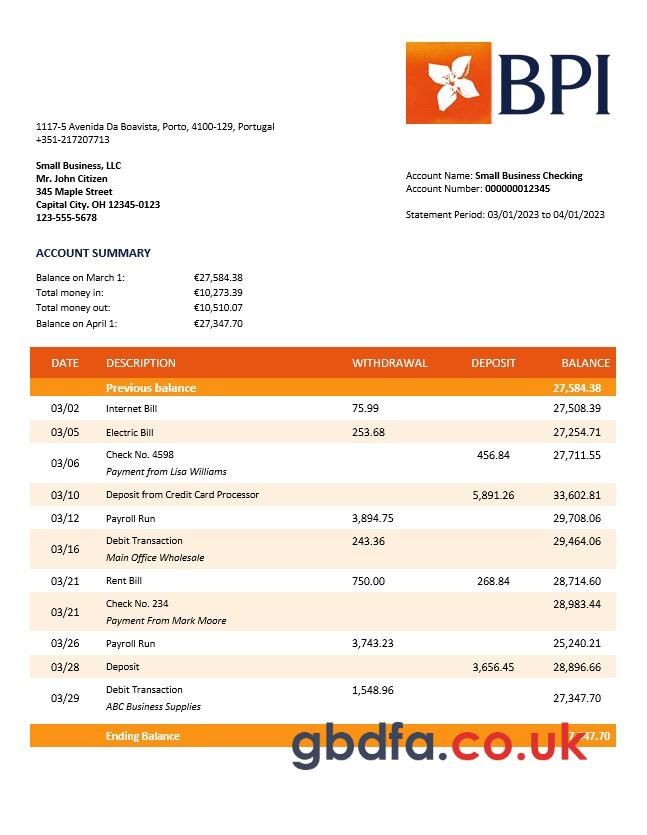 BPI
1117-5 Avenida Da Boavista, Porto, 4100-129, Portugal
+351-217207713
Small Business, LLC
Mr. John Citizen
345 Maple Street
Capital City. OH 12345-0123
123-555-5678
Account Name: Small Business Checking
Account Number: 000000012345
Statement Period: 03/01/2023 to 04/01/2023
ACCOUNT SUMMARY
Balance on March 1: €27,584.38
Total money in: €10,273.39
Total money out: €10,510.07
Balance on April 1: €27,347.70
DATE DESCRIPTION WITHDRAWAL DEPOSIT BALANCE
Previous balance 27,584.38
03/02 Internet Bill 75.99 27,508.39
03/05 Electric Bill 253.68 27,254.71
03/06 Check No. 4598 456.84 27,711.55
Payment from Lisa Williams
03/10 Deposit from Credit Card Processor 5,891.26 33,602.81
03/12 Payroll Run 3,894.75 29,708.06
03/16 Debit Transaction 243.36 29,464.06
Main Office Wholesale
03/21 Rent Bill 750.00 268.84 28,714.60
03/21 Check No. 234 28,983.44
Payment From Mark Moore
03/26 Payroll Run 3,743.23 25,240.21
03/28 Deposit 3,656.45 28,896.66
03/29 Debit Transaction 1,548.96 27,347.70
ABC Business Supplies
Ending Balance
gbdfa.co.uk